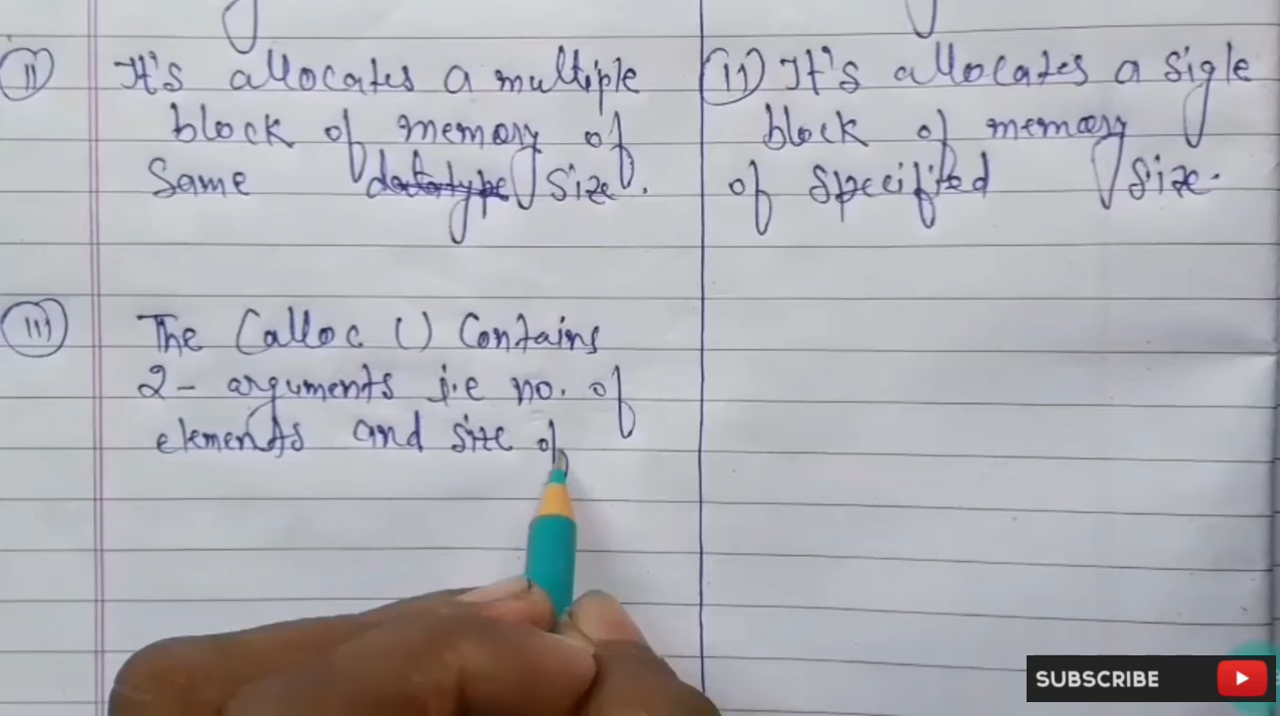 (II) It's allocates a multiple
block of memory of
Same datatype size.
(II) It's allocates a sigle
block of memory
of specified size.
(III) The Calloc () Contains
2- arguments i.e no. of
elements and size of
SUBSCRIBE